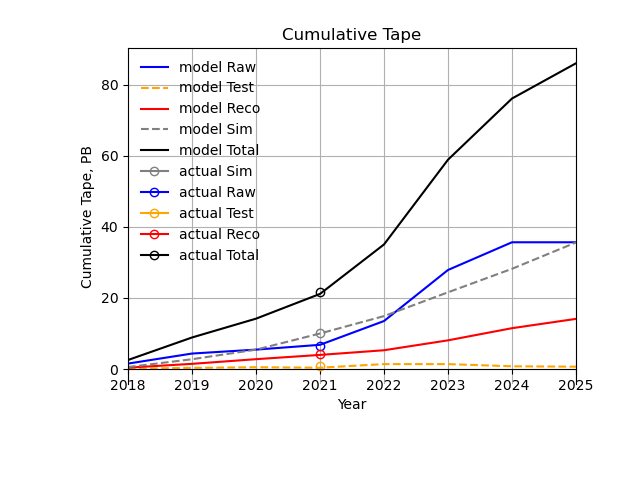 Cumulative Tape
model Raw
model Test
model Reco
model Sim
model Total
actual Sim
actual Raw
actual Test
actual Reco
actual Total
Cumulative Tape, PB
80
60
40
20
0
2018 2019 2020 2021 2022 2023 2024 2025
Year